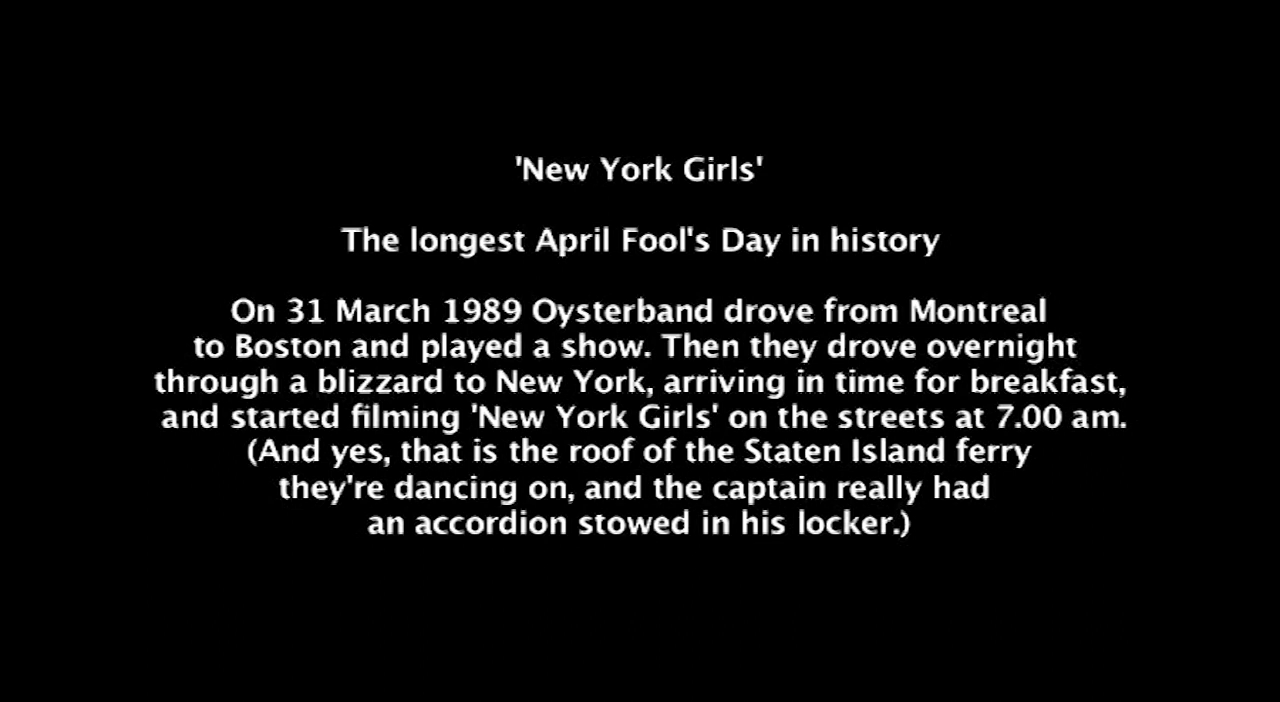 'New York Girls'
The longest April Fool's Day in history
On 31 March 1989 Oysterband drove from Montreal
to Boston and played a show. Then they drove overnight
through a blizzard to New York, arriving in time for breakfast,
and started filming 'New York Girls' on the streets at 7.00 am.
(And yes, that is the roof of the Staten Island ferry
they're dancing on, and the captain really had
an accordion stowed in his locker.)